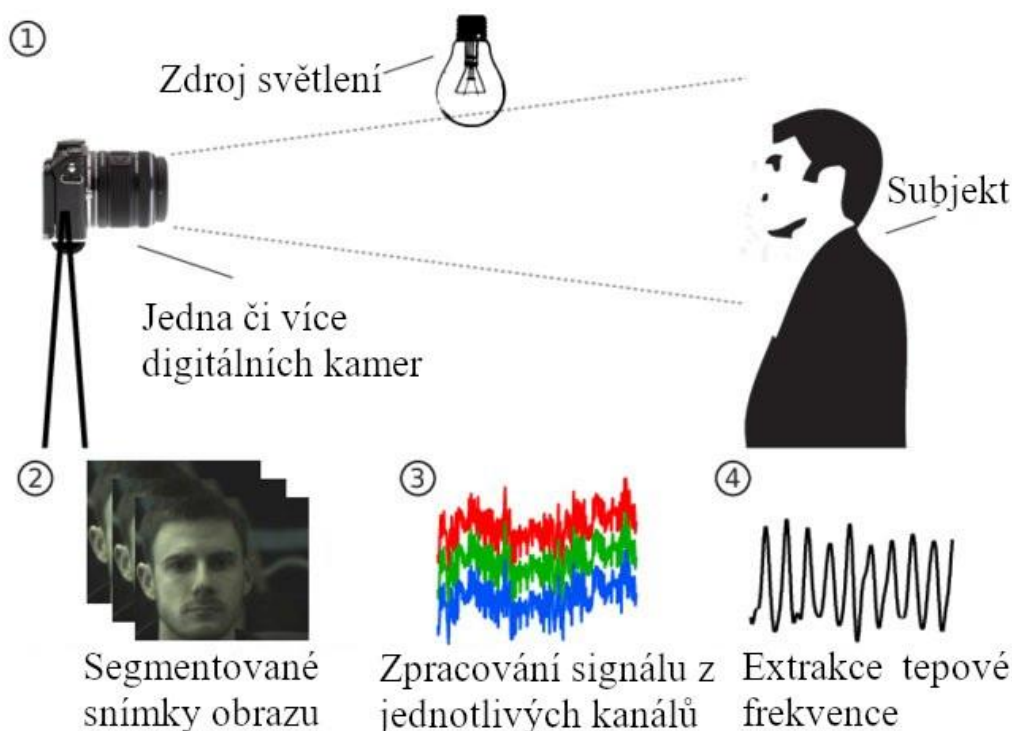 ①
Zdroj světlení
Subjekt
Jedna či více
digitálních kamer
②
Segmentované
snímky obrazu
③
Zpracování signálu z
jednotlivých kanálů
④
Extrakce tepové
frekvence